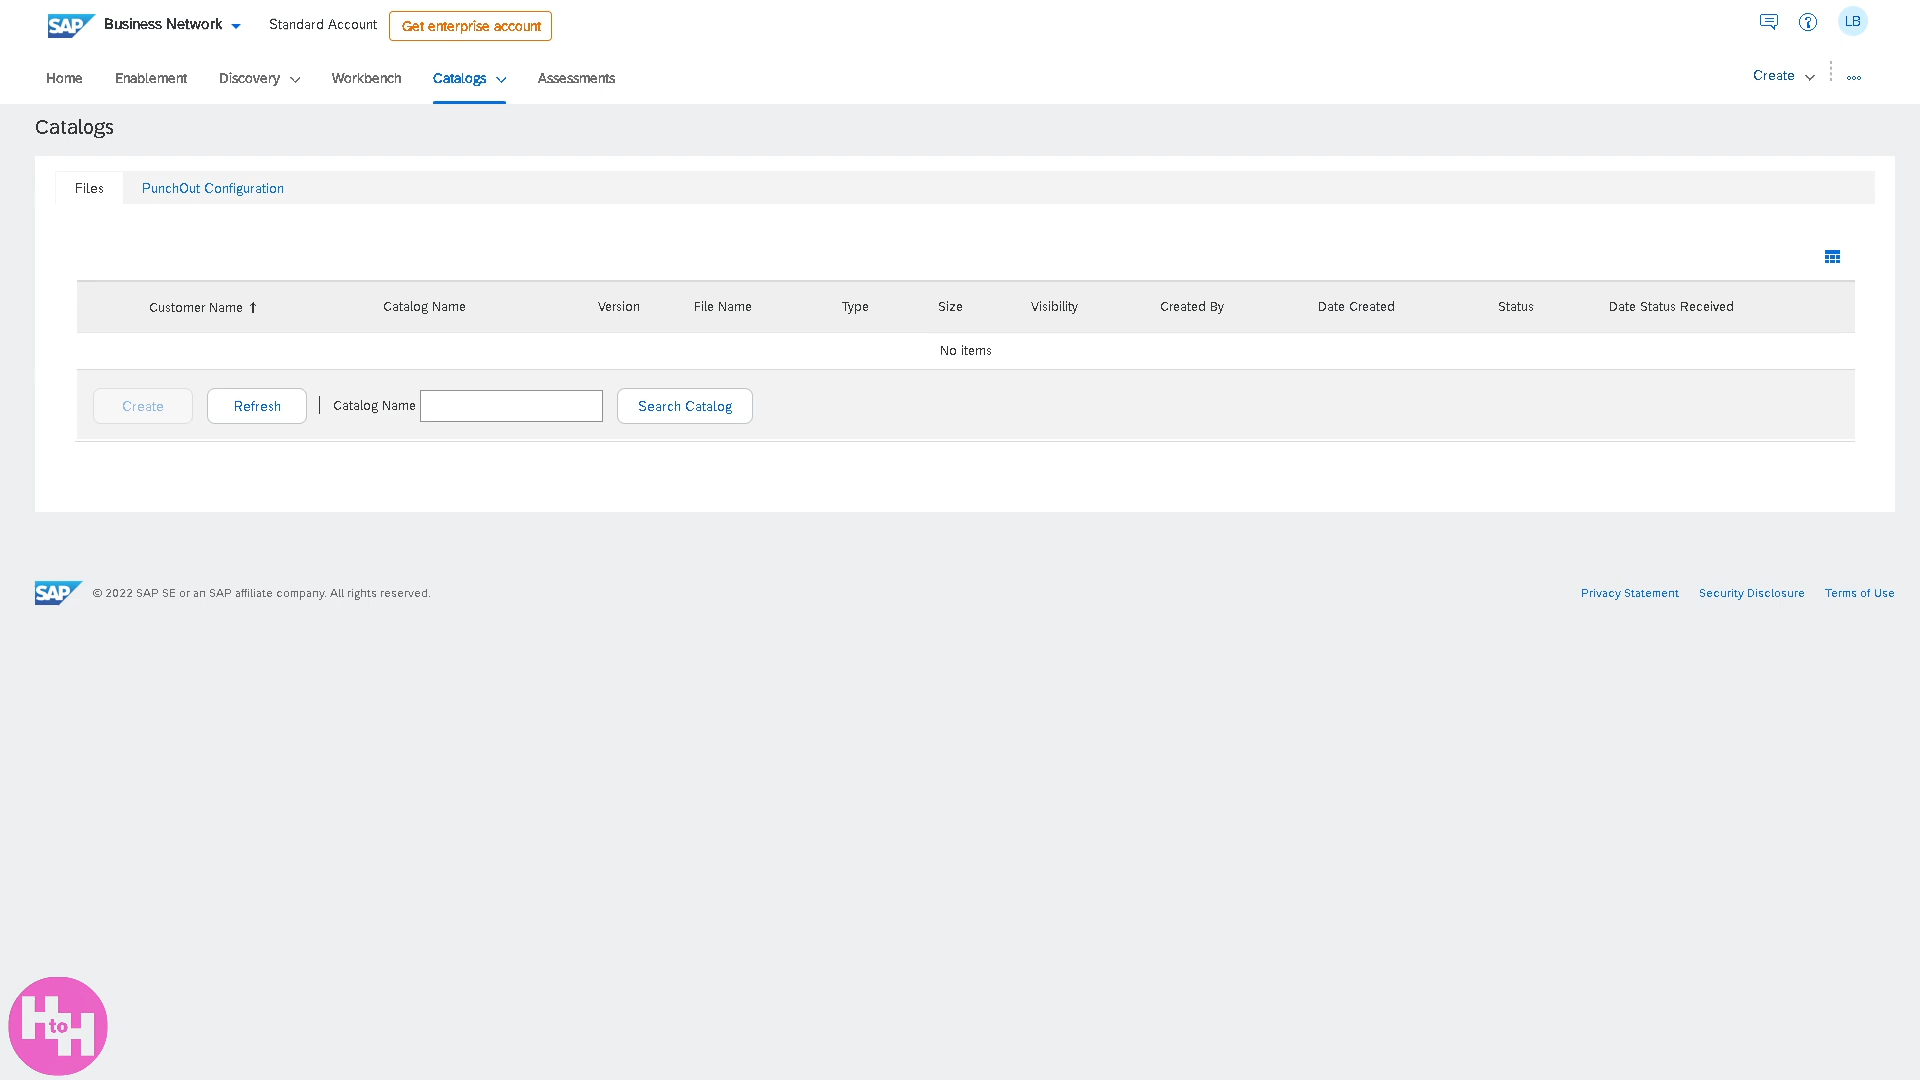 SAP Business Network Standard Account Get enterprise account LB
Home Enablement Discovery Workbench Catalogs Assessments Create
Catalogs
Files PunchOut Configuration
Customer Name ↑ Catalog Name Version File Name Type Size Visibility Created By Date Created Status Date Status Received
No items
Create Refresh Catalog Name Search Catalog
SAP © 2022 SAP SE or an SAP affiliate company. All rights reserved. Privacy Statement Security Disclosure Terms of Use
H to H